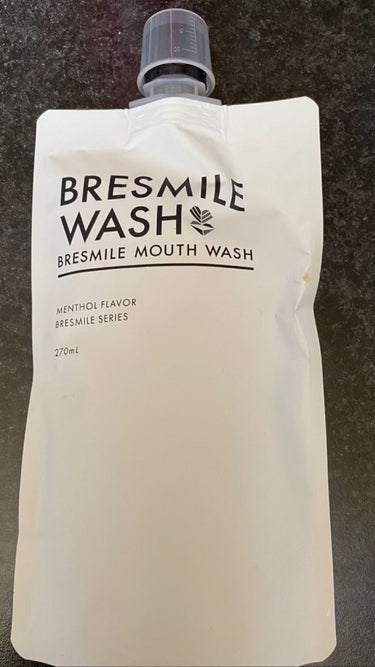 BRESMILE
WASH
BRESMILE MOUTH WASH
MENTHOL FLAVOR
BRESMILE SERIES
270mL